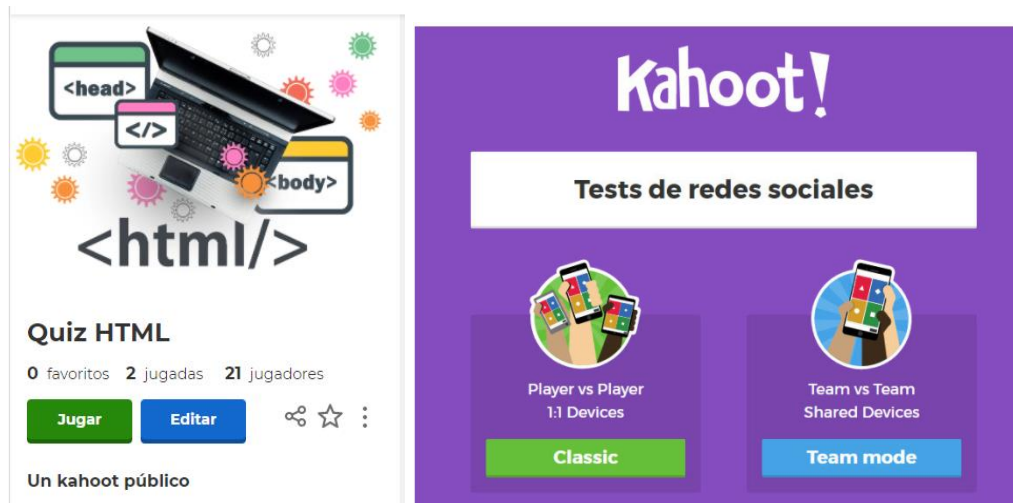 <head>
</>
<body>
<html/>
Quiz HTML
0 favoritos 2 jugadas 21 jugadores
Jugar
Editar
Un kahoot público
Kahoot!
Tests de redes sociales
Player vs Player
1:1 Devices
Classic
Team vs Team
Shared Devices
Team mode